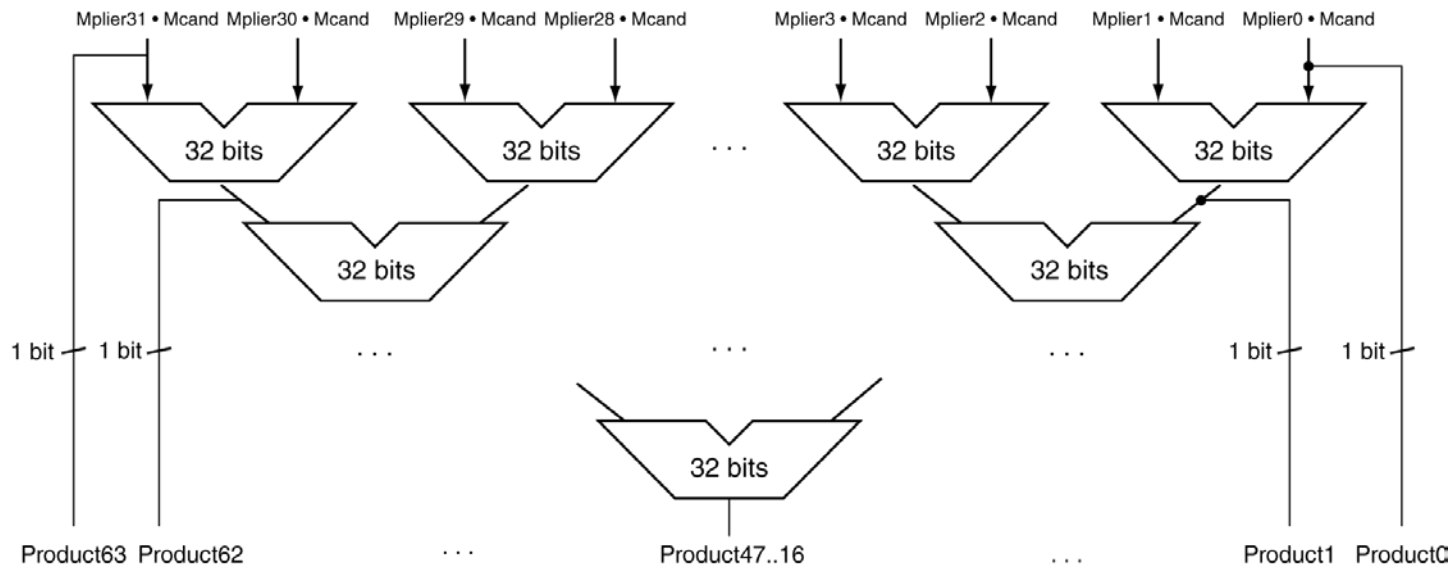 Mplier31 • Mcand Mplier30 • Mcand Mplier29 • Mcand Mplier28 • Mcand Mplier3 • Mcand Mplier2 • Mcand Mplier1 • Mcand Mplier0 • Mcand
32 bits 32 bits . . . 32 bits 32 bits
32 bits 32 bits
1 bit 1 bit . . . . . . . . . 1 bit 1 bit
32 bits
Product63 Product62 . . . Product47..16 . . . Product1 Product0